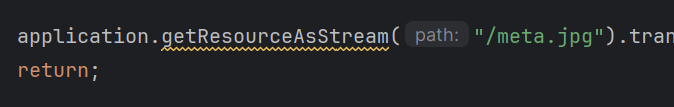 application.getResourceAsStream( path: "/meta.jpg").tran
return;